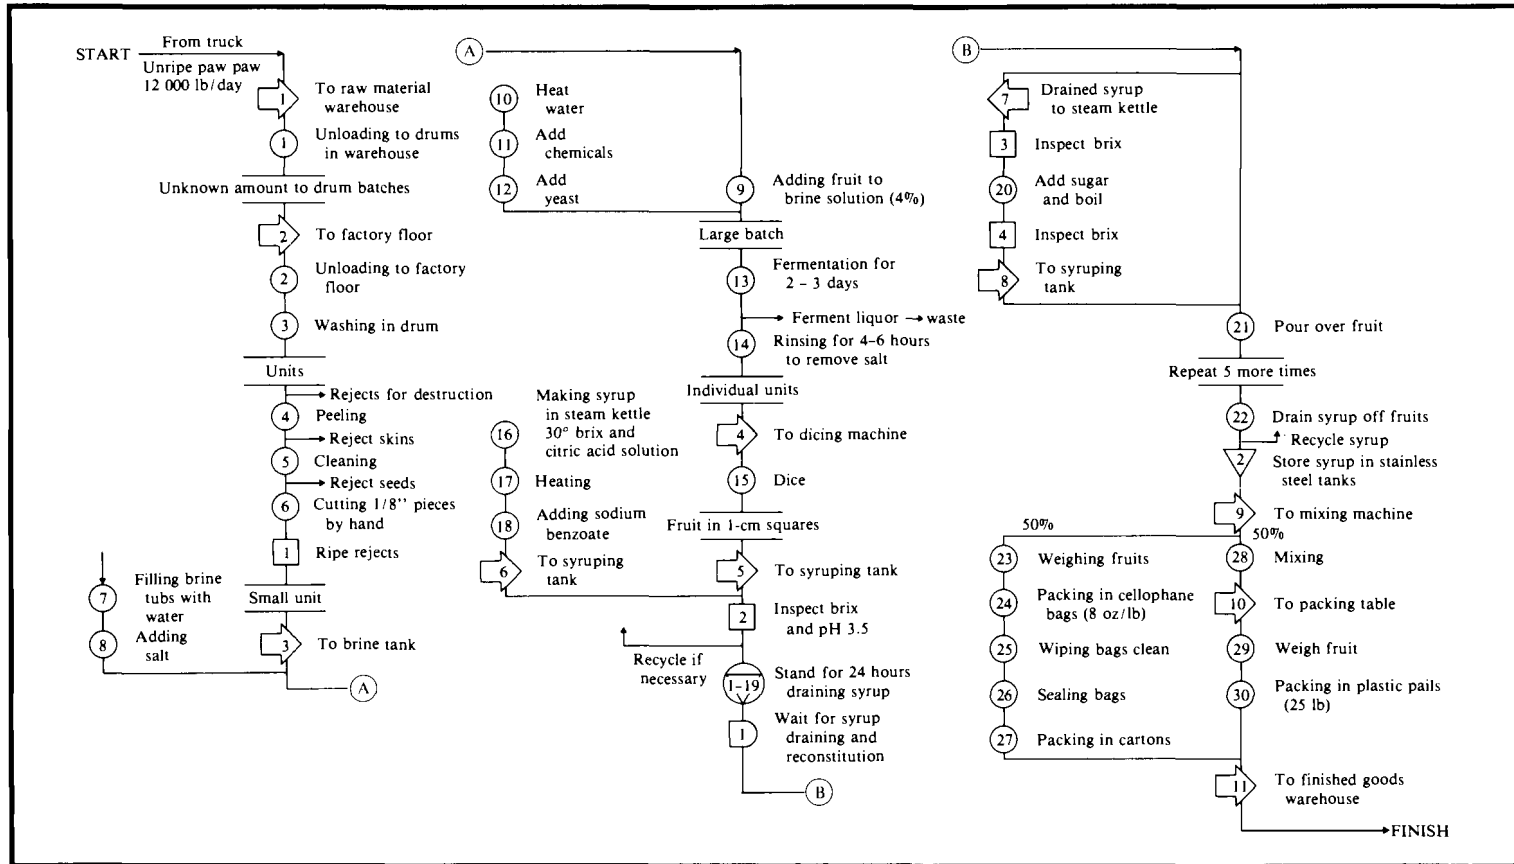 START
From truck
Unripe paw paw
12 000 lb/day
1
To raw material
warehouse
1
Unloading to drums
in warehouse
Unknown amount to drum batches
2
To factory floor
2
Unloading to factory
floor
3
Washing in drum
Units
Rejects for destruction
4
Peeling
Reject skins
5
Cleaning
Reject seeds
6
Cutting 1/8'' pieces
by hand
1
Ripe rejects
7
Filling brine
tubs with
water
Small unit
8
Adding
salt
3
To brine tank
A
A
10
Heat
water
11
Add
chemicals
12
Add
yeast
9
Adding fruit to
brine solution (4%)
Large batch
13
Fermentation for
2 – 3 days
Ferment liquor → waste
14
Rinsing for 4–6 hours
to remove salt
Individual units
16
Making syrup
in steam kettle
30° brix and
citric acid solution
4
To dicing machine
17
Heating
15
Dice
18
Adding sodium
benzoate
Fruit in 1-cm squares
6
To syruping
tank
5
To syruping tank
2
Inspect brix
and pH 3.5
Recycle if
necessary
1–19
Stand for 24 hours
draining syrup
1
Wait for syrup
draining and
reconstitution
B
B
7
Drained syrup
to steam kettle
3
Inspect brix
20
Add sugar
and boil
4
Inspect brix
8
To syruping
tank
21
Pour over fruit
Repeat 5 more times
22
Drain syrup off fruits
Recycle syrup
2
Store syrup in stainless
steel tanks
9
To mixing machine
50%
50%
23
Weighing fruits
28
Mixing
24
Packing in cellophane
bags (8 oz/lb)
10
To packing table
25
Wiping bags clean
29
Weigh fruit
26
Sealing bags
30
Packing in plastic pails
(25 lb)
27
Packing in cartons
11
To finished goods
warehouse
FINISH